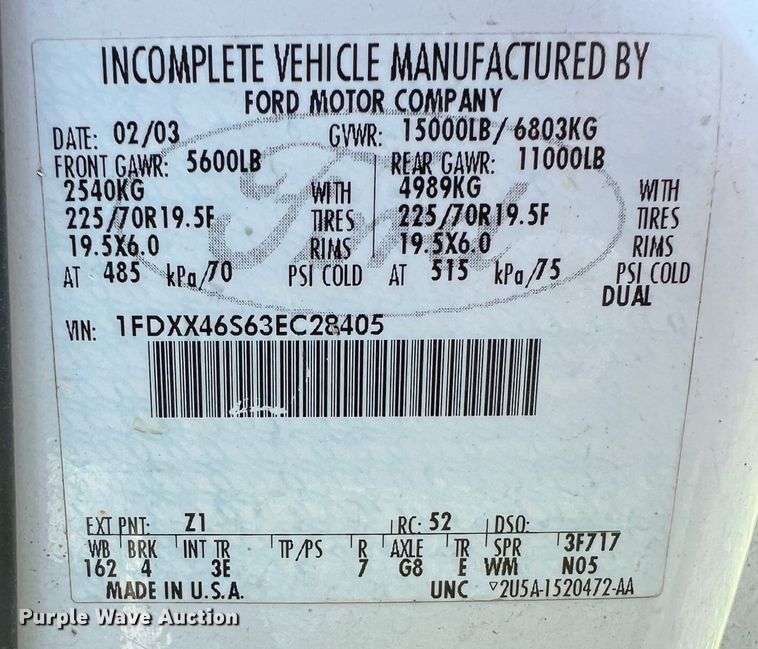 INCOMPLETE VEHICLE MANUFACTURED BY
FORD MOTOR COMPANY
DATE: 02/03 GVWR: 15000LB/ 6803KG
FRONT GAWR: 5600LB REAR GAWR: 11000LB
2540KG WITH 4989KG WITH
225/70R19.5F TIRES 225/70R19.5F TIRES
19.5X6.0 RIMS 19.5X6.0 RIMS
AT 485 kPa/70 PSI COLD AT 515 kPa/75 PSI COLD
DUAL
VIN: 1FDXX46S63EC28405
EXT PNT: Z1 RC: 52 DSO:
WB BRK INT TR TP/PS R AXLE TR SPR 3F717
162 4 3E 7 G8 E WM N05
MADE IN U.S.A. UNC ▽2U5A-1520472-AA
Purple Wave Auction
Ford